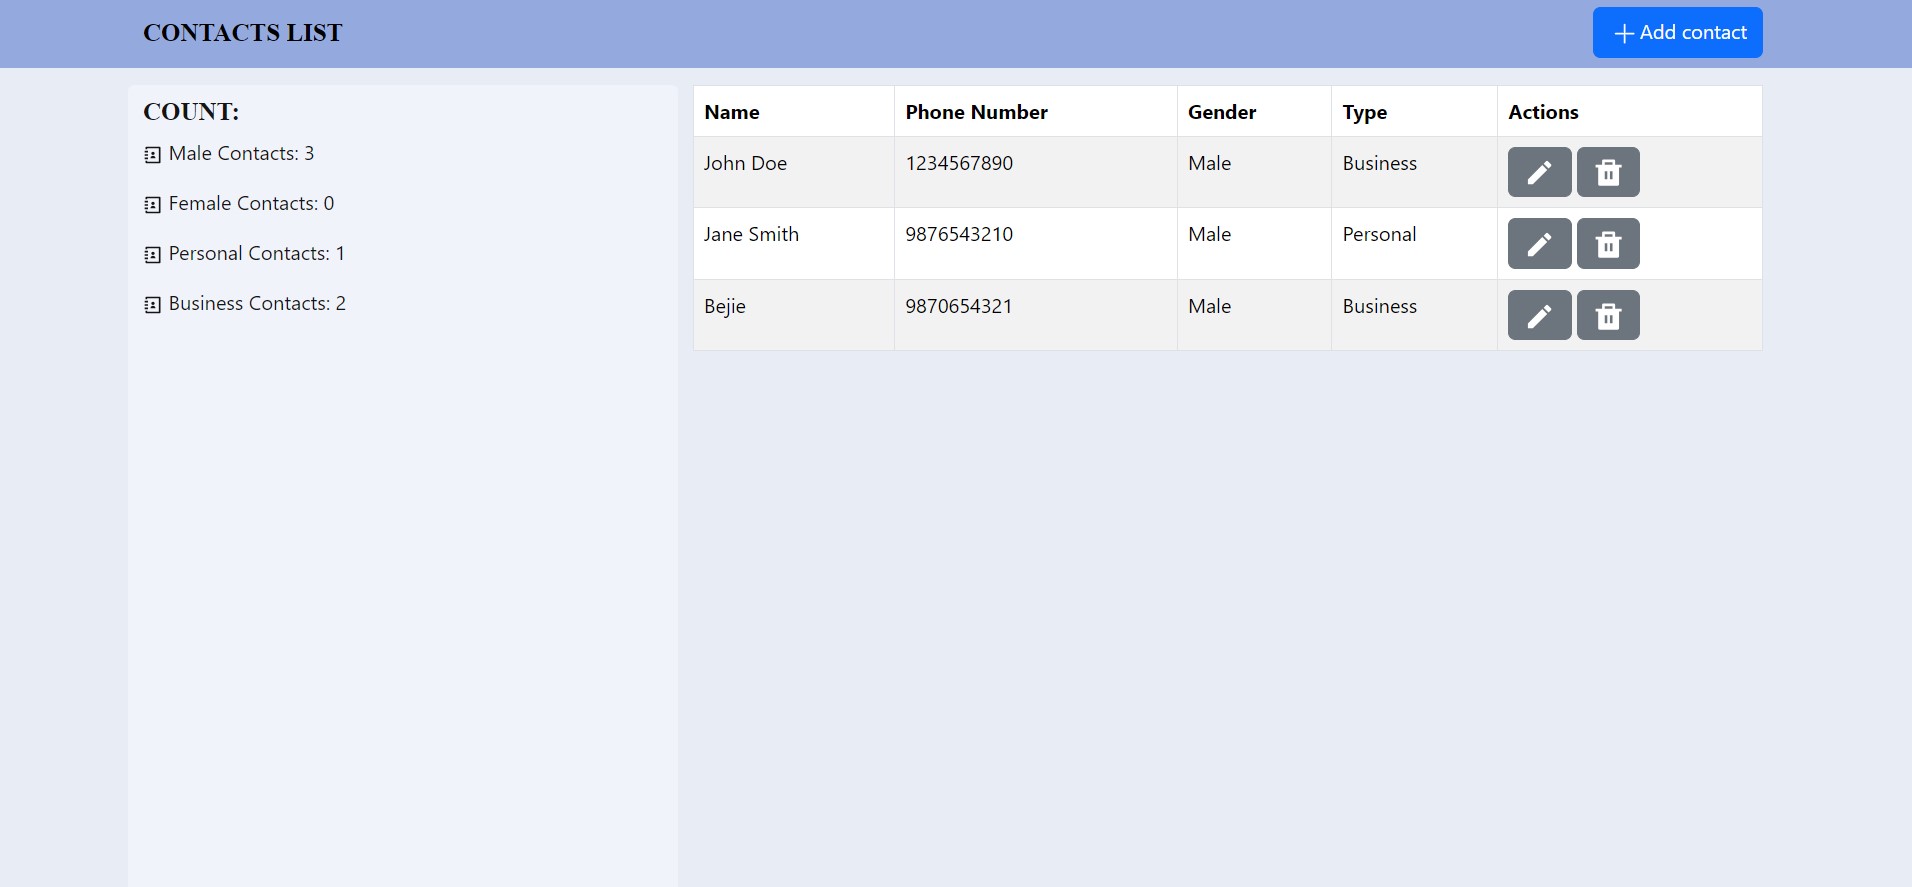 CONTACTS LIST
Add contact
COUNT:
Male Contacts: 3
Female Contacts: 0
Personal Contacts: 1
Business Contacts: 2
Name Phone Number Gender Type Actions
John Doe 1234567890 Male Business
Jane Smith 9876543210 Male Personal
Bejie 9870654321 Male Business